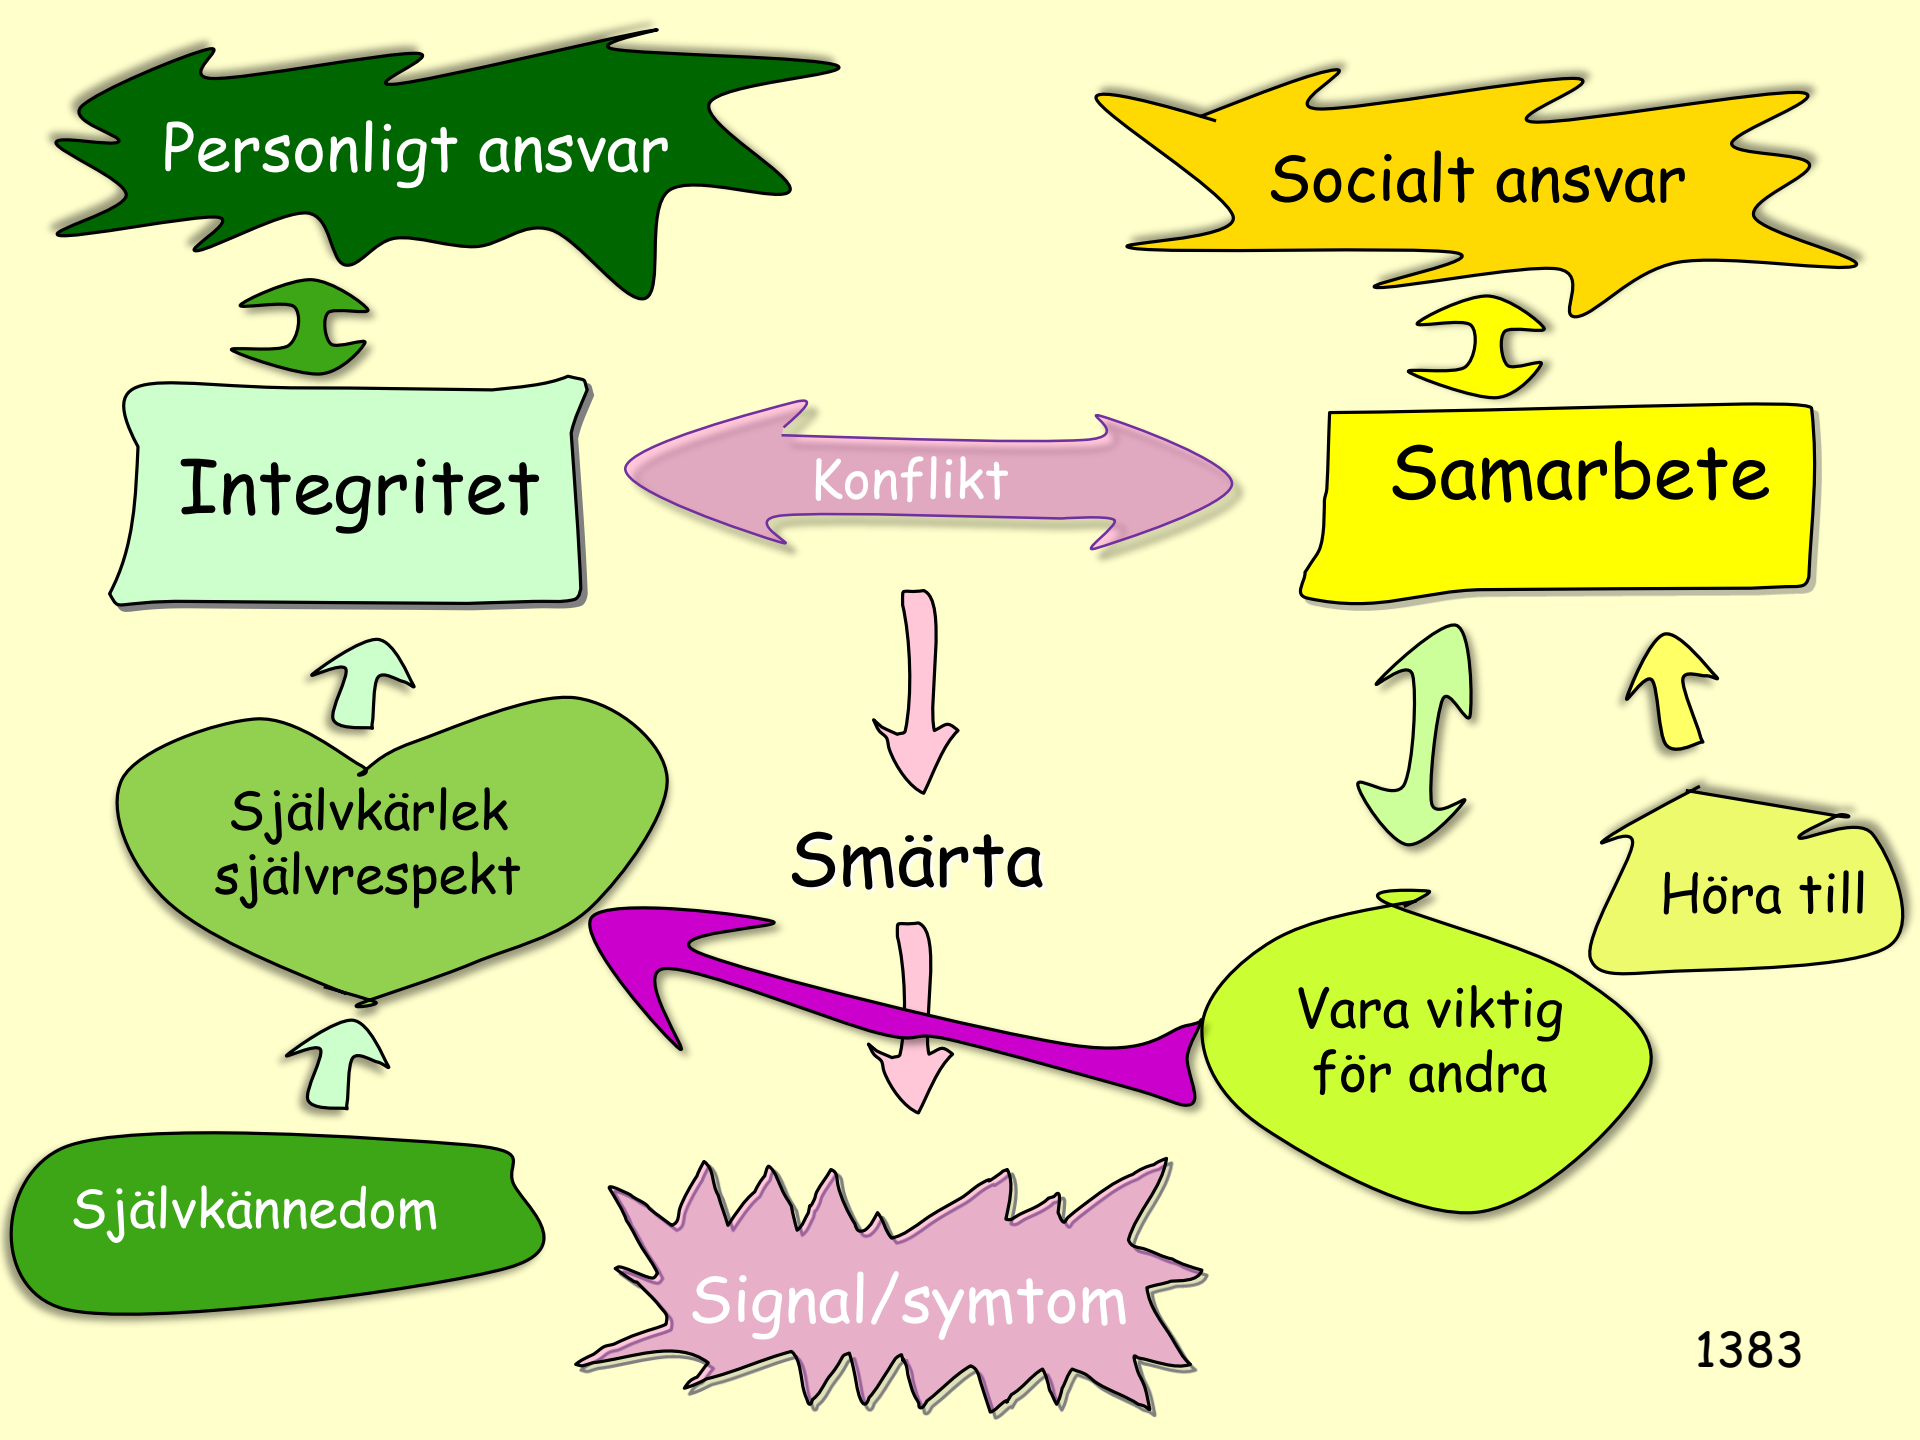 Personligt ansvar
Socialt ansvar
Integritet
Konflikt
Samarbete
Självkärlek
självrespekt
Smärta
Höra till
Vara viktig
för andra
Självkännedom
Signal/symtom
1383